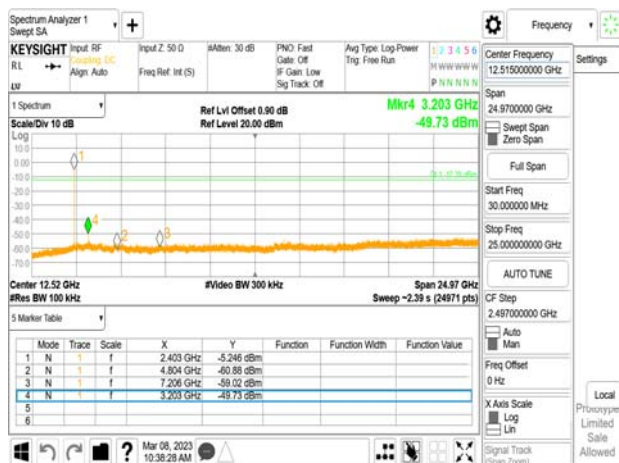 Spectrum Analyzer 1
Swept SA
+
Frequency
KEYSIGHT Input: RF Input Z: 50 Ω #Atten: 30 dB PNO: Fast Avg Type: Log-Power 1 2 3 4 5 6
RL Coupling: DC Gate: Off Trig: Free Run M W W W W W
Align: Auto Freq Ref: Int (S) IF Gain: Low P N N N N N
Sig Track: Off
LXI
1 Spectrum
Ref Lvl Offset 0.90 dB Mkr4 3.203 GHz
Scale/Div 10 dB Ref Level 20.00 dBm -49.73 dBm
Log
10.0
0.00
-10.0
-20.0
-30.0
-40.0
-50.0
-60.0
-70.0
1
4
2
3
Center 12.52 GHz #Video BW 300 kHz Span 24.97 GHz
#Res BW 100 kHz Sweep ~2.39 s (24971 pts)
5 Marker Table
Mode Trace Scale X Y Function Function Width Function Value
1 N 1 f 2.403 GHz -5.246 dBm
2 N 1 f 4.804 GHz -60.88 dBm
3 N 1 f 7.206 GHz -59.02 dBm
4 N 1 f 3.203 GHz -49.73 dBm
5
6
?
Mar 08, 2023
10:38:28 AM
Center Frequency
12.515000000 GHz
Settings
Span
24.9700000 GHz
Swept Span
Zero Span
Full Span
Start Freq
30.000000 MHz
Stop Freq
25.000000000 GHz
AUTO TUNE
CF Step
2.497000000 GHz
Auto
Man
Freq Offset
0 Hz
X Axis Scale
Log
Lin
Signal Track
(Span Zoom)
Local
Prototype
Limited
Sale
Allowed